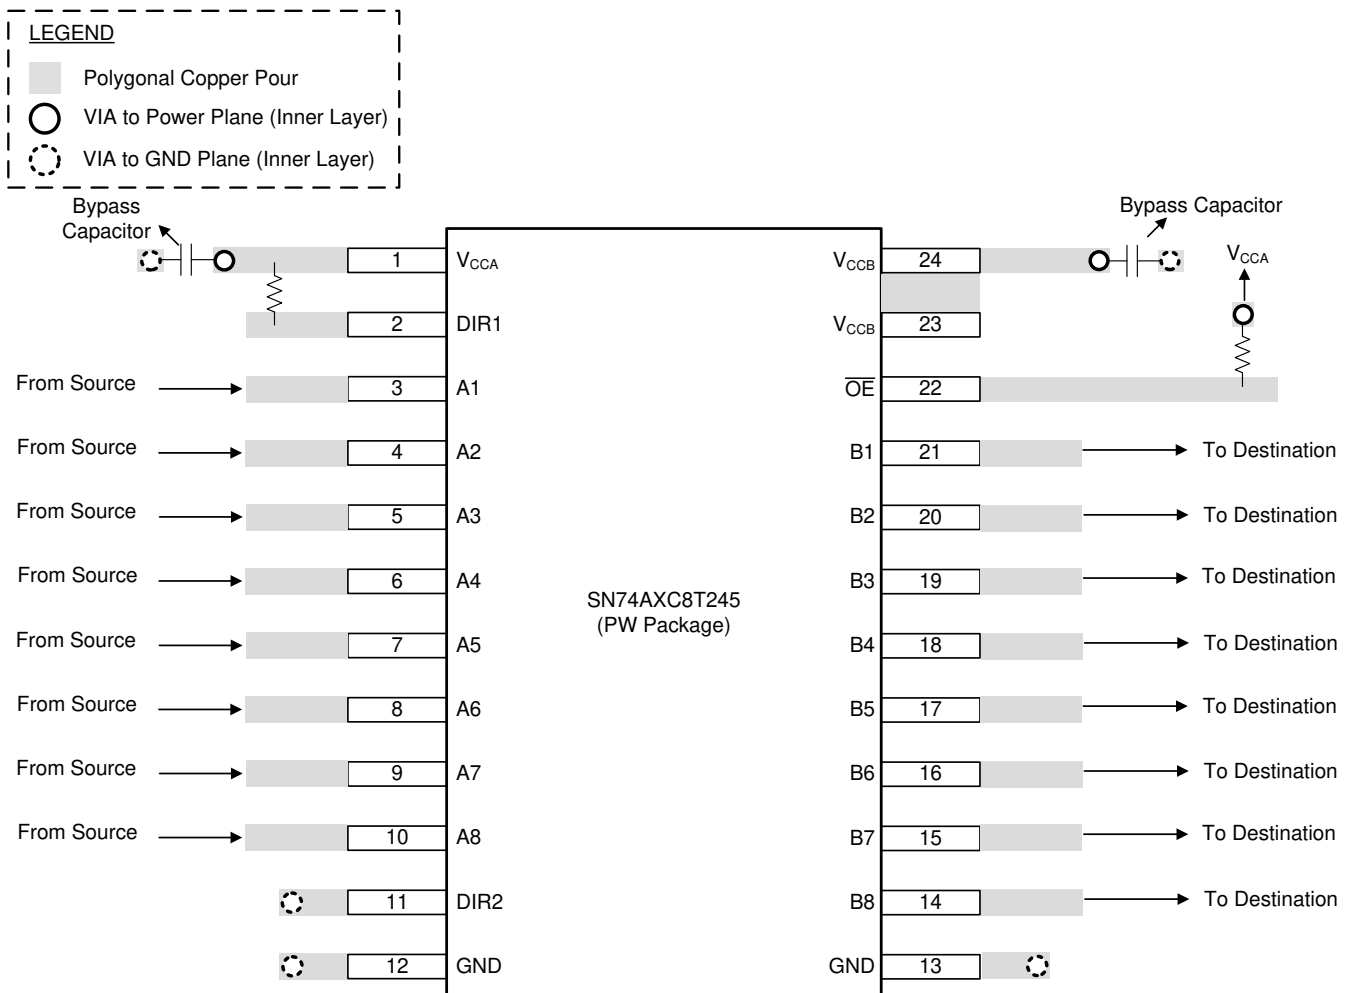 LEGEND
Polygonal Copper Pour
VIA to Power Plane (Inner Layer)
VIA to GND Plane (Inner Layer)
Bypass
Capacitor
Bypass Capacitor
VCCA
1 VCCA
VCCB 24
2 DIR1
VCCB 23
From Source 3 A1
OE 22
From Source 4 A2
B1 21 To Destination
From Source 5 A3
B2 20 To Destination
From Source 6 A4
B3 19 To Destination
SN74AXC8T245
(PW Package)
From Source 7 A5
B4 18 To Destination
From Source 8 A6
B5 17 To Destination
From Source 9 A7
B6 16 To Destination
From Source 10 A8
B7 15 To Destination
11 DIR2
B8 14 To Destination
12 GND
GND 13